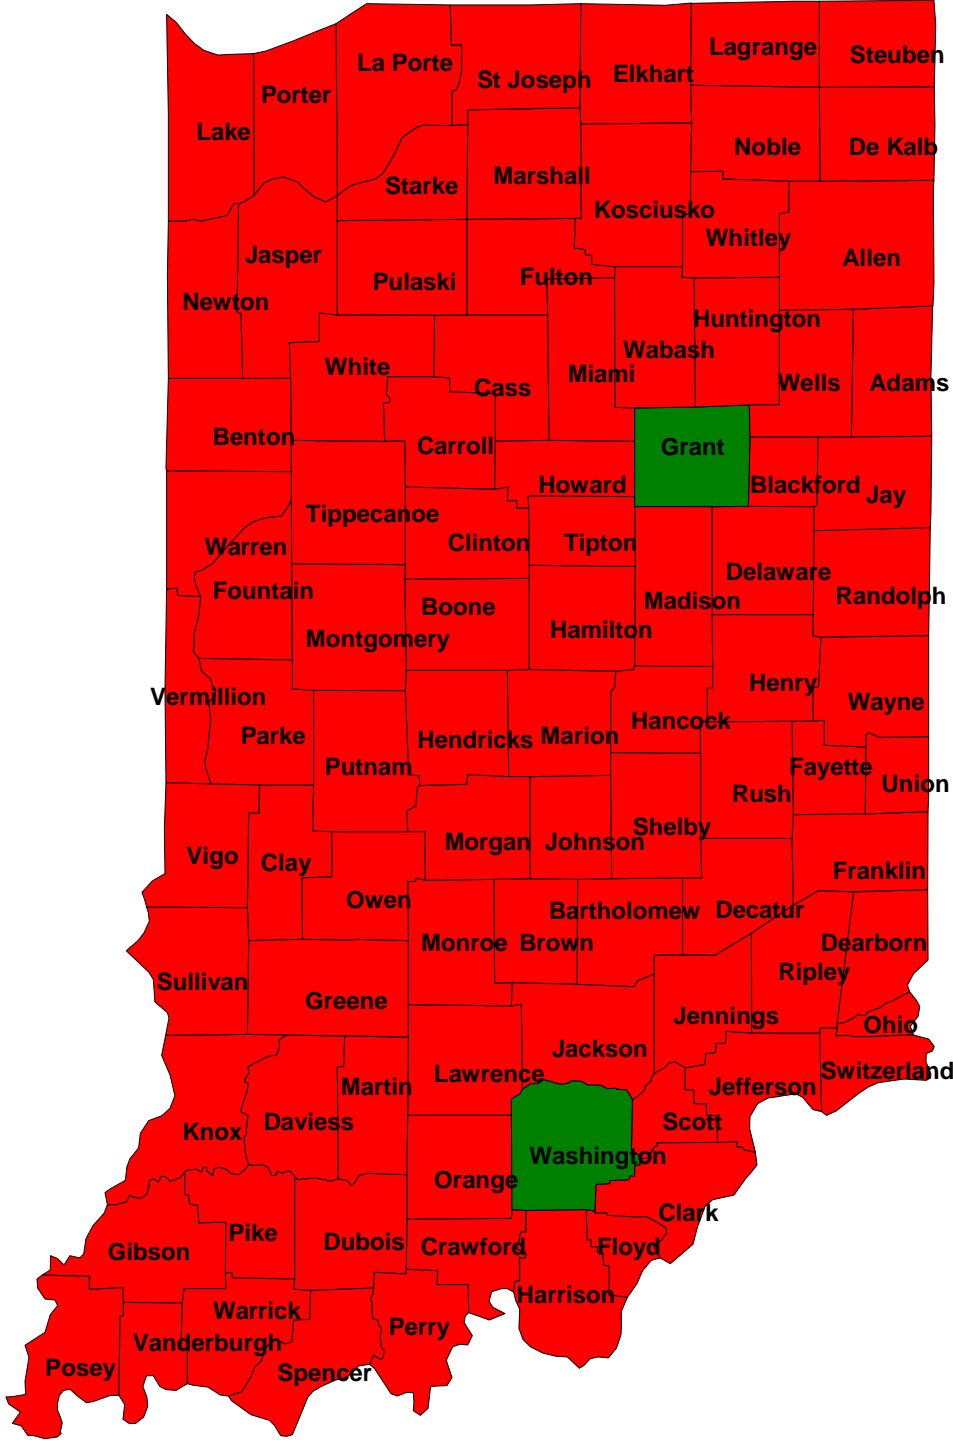 Lagrange
Steuben
La Porte
St Joseph
Elkhart
Porter
Lake
Noble
De Kalb
Starke
Marshall
Kosciusko
Whitley
Jasper
Allen
Pulaski
Fulton
Newton
Huntington
White
Wabash
Cass
Miami
Wells
Adams
Benton
Carroll
Grant
Howard
Blackford
Jay
Tippecanoe
Clinton
Tipton
Warren
Delaware
Fountain
Boone
Madison
Randolph
Montgomery
Hamilton
Henry
Vermillion
Wayne
Parke
Hendricks
Marion
Hancock
Putnam
Fayette
Union
Rush
Shelby
Morgan
Johnson
Vigo
Clay
Franklin
Owen
Bartholomew
Decatur
Monroe
Brown
Dearborn
Ripley
Sullivan
Greene
Jennings
Ohio
Jackson
Lawrence
Switzerland
Martin
Jefferson
Daviess
Scott
Knox
Washington
Orange
Clark
Pike
Dubois
Crawford
Floyd
Gibson
Harrison
Warrick
Perry
Vanderburgh
Posey
Spencer